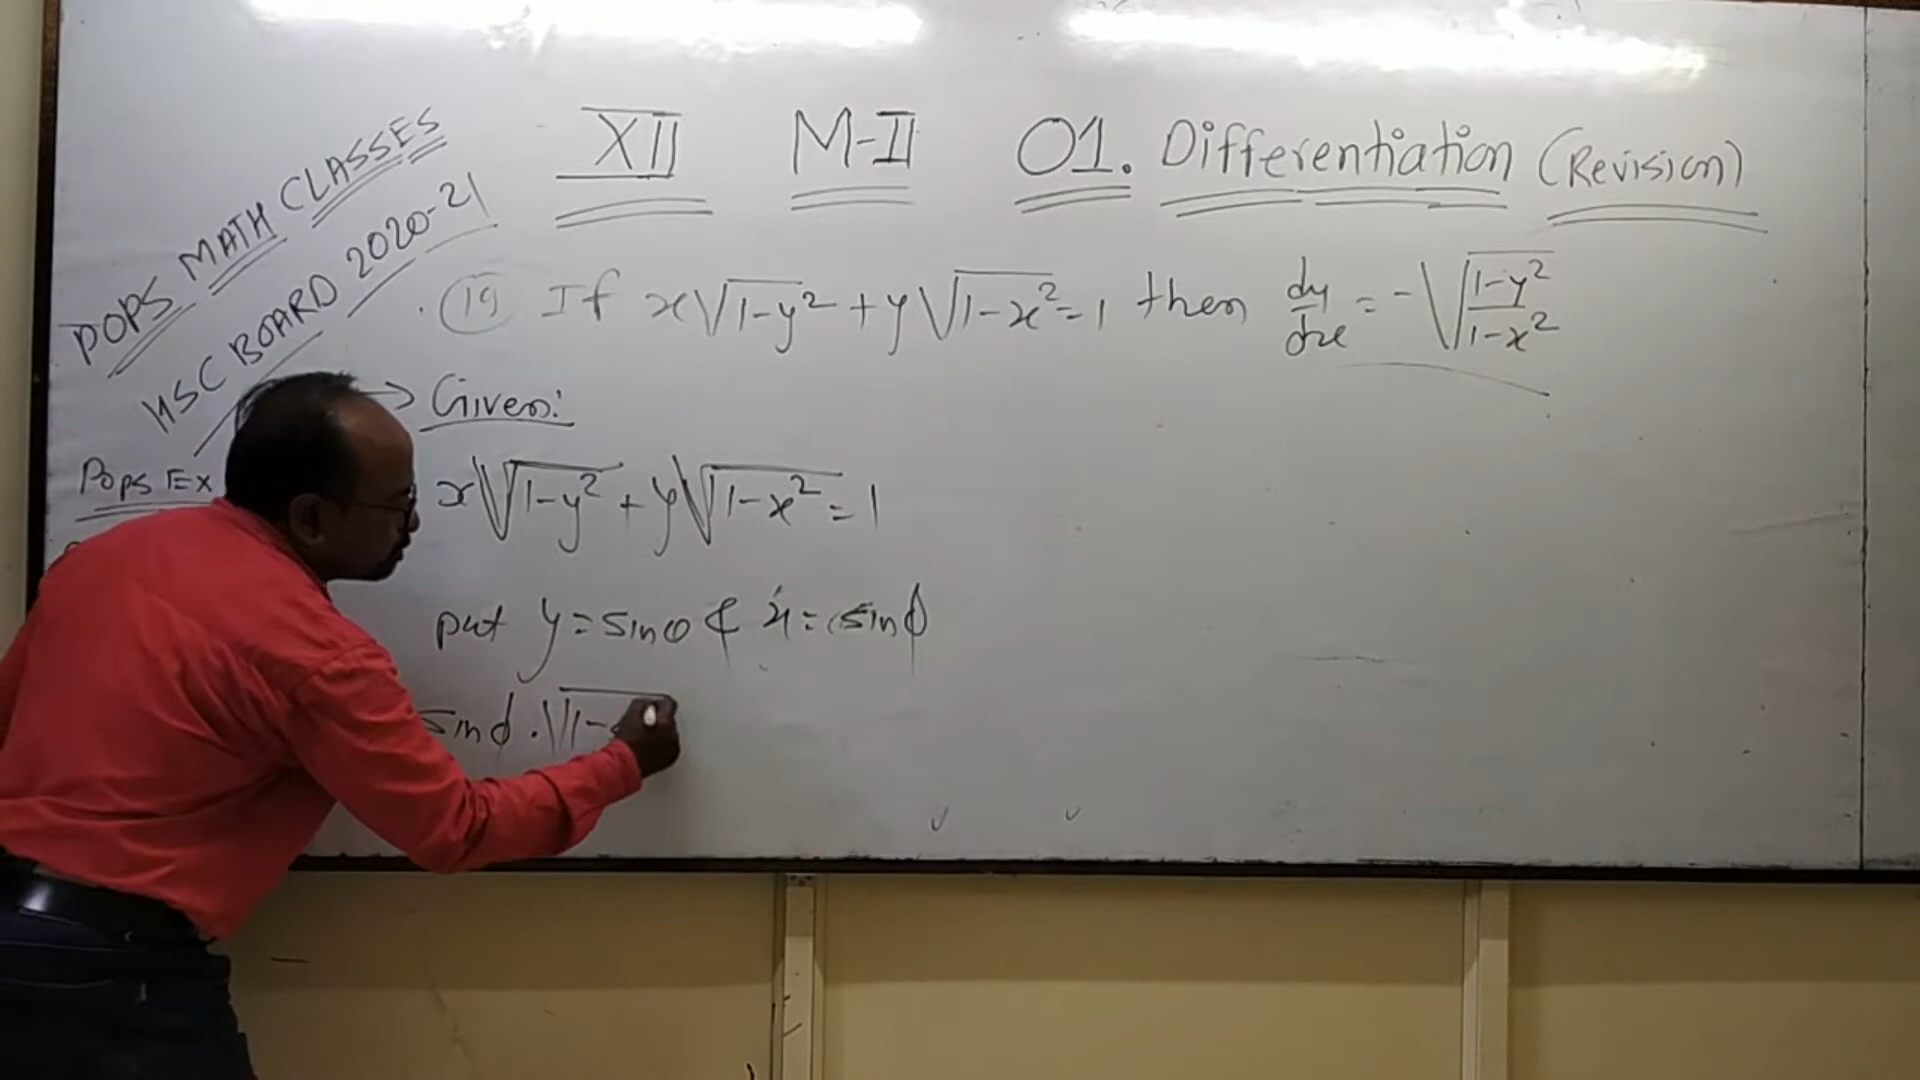 POPS MATH CLASSES
HSC BOARD 2020-21
XII M-II 01. Differentiation (Revision)
(19) If x√(1-y²) + y√(1-x²) = 1 then dy/dx = -√((1-y²)/(1-x²))
→ Given:
Pops Ex
x√(1-y²) + y√(1-x²) = 1
put y = sinθ & x = sinϕ
sinϕ . √(1-